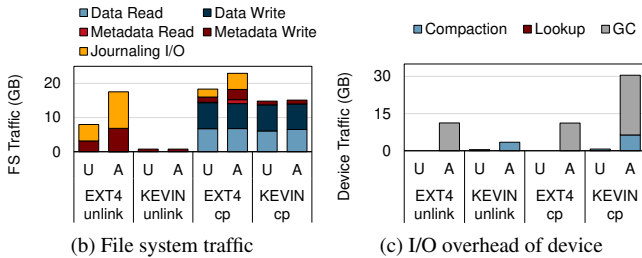 Data Read
Data Write
Metadata Read
Metadata Write
Journaling I/O
FS Traffic (GB)
20
10
0
U A U A U A U A
EXT4 KEVIN EXT4 KEVIN
unlink unlink cp cp
(b) File system traffic
Compaction Lookup GC
Device Traffic (GB)
30
15
0
U A U A U A U A
EXT4 KEVIN EXT4 KEVIN
unlink unlink cp cp
(c) I/O overhead of device